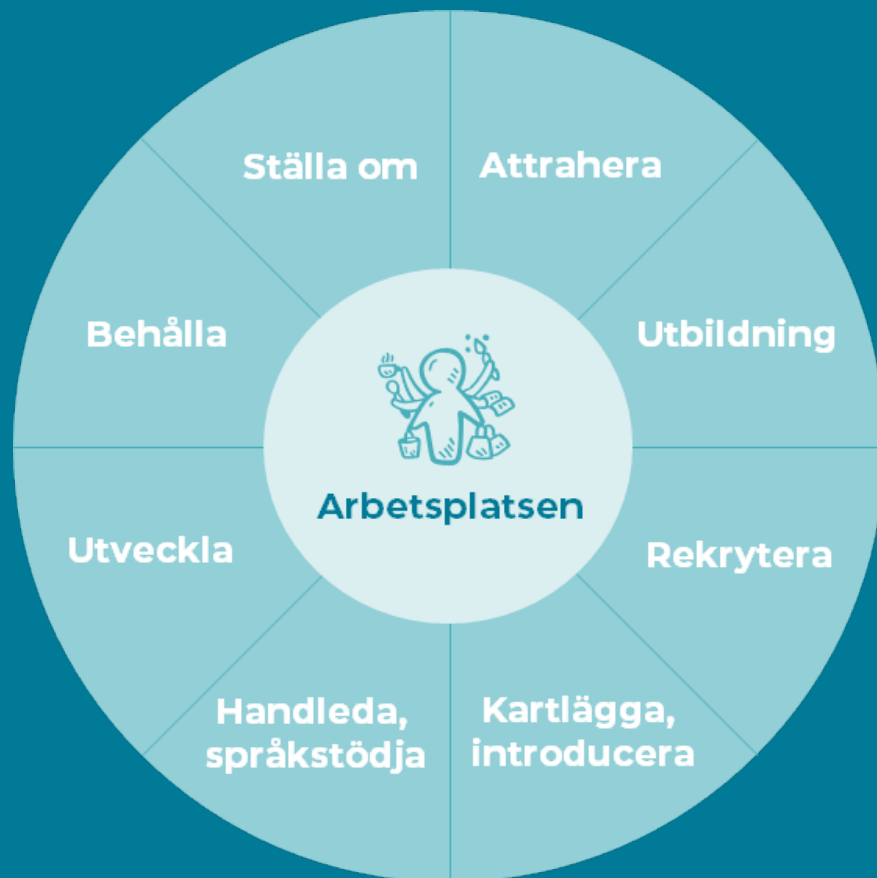 Ställa om
Attrahera
Behålla
Utbildning
Arbetsplatsen
Utveckla
Rekrytera
Handleda,
språkstödja
Kartlägga,
introducera